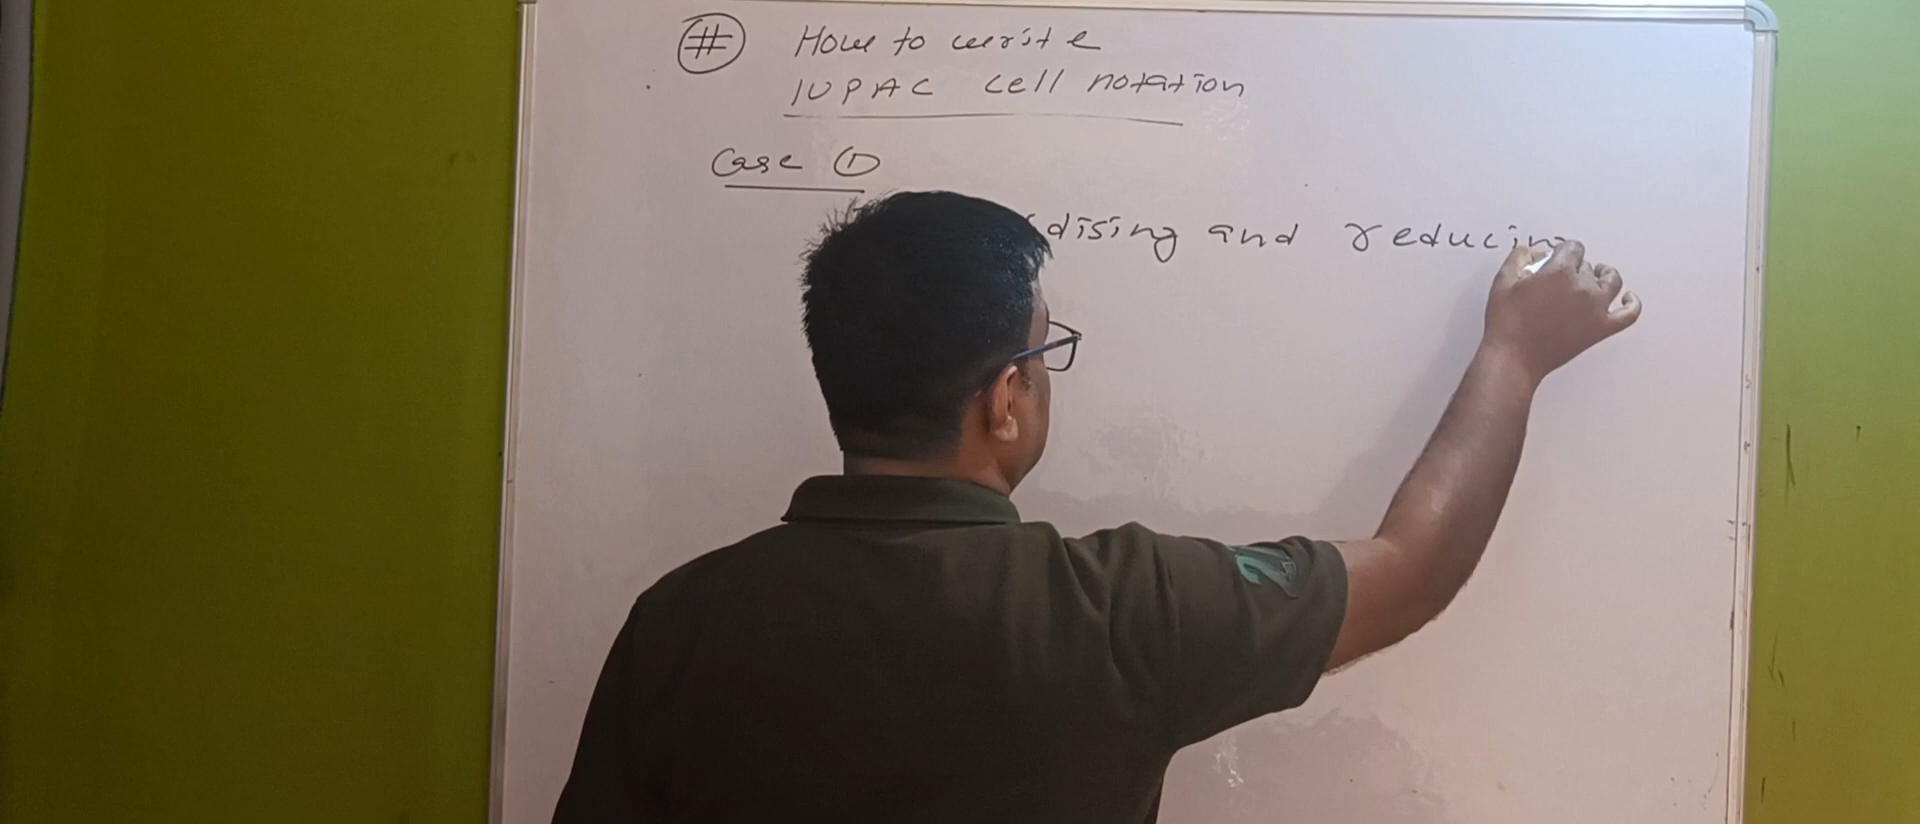 # How to write
IUPAC cell notation
Case ①
dising and reducin